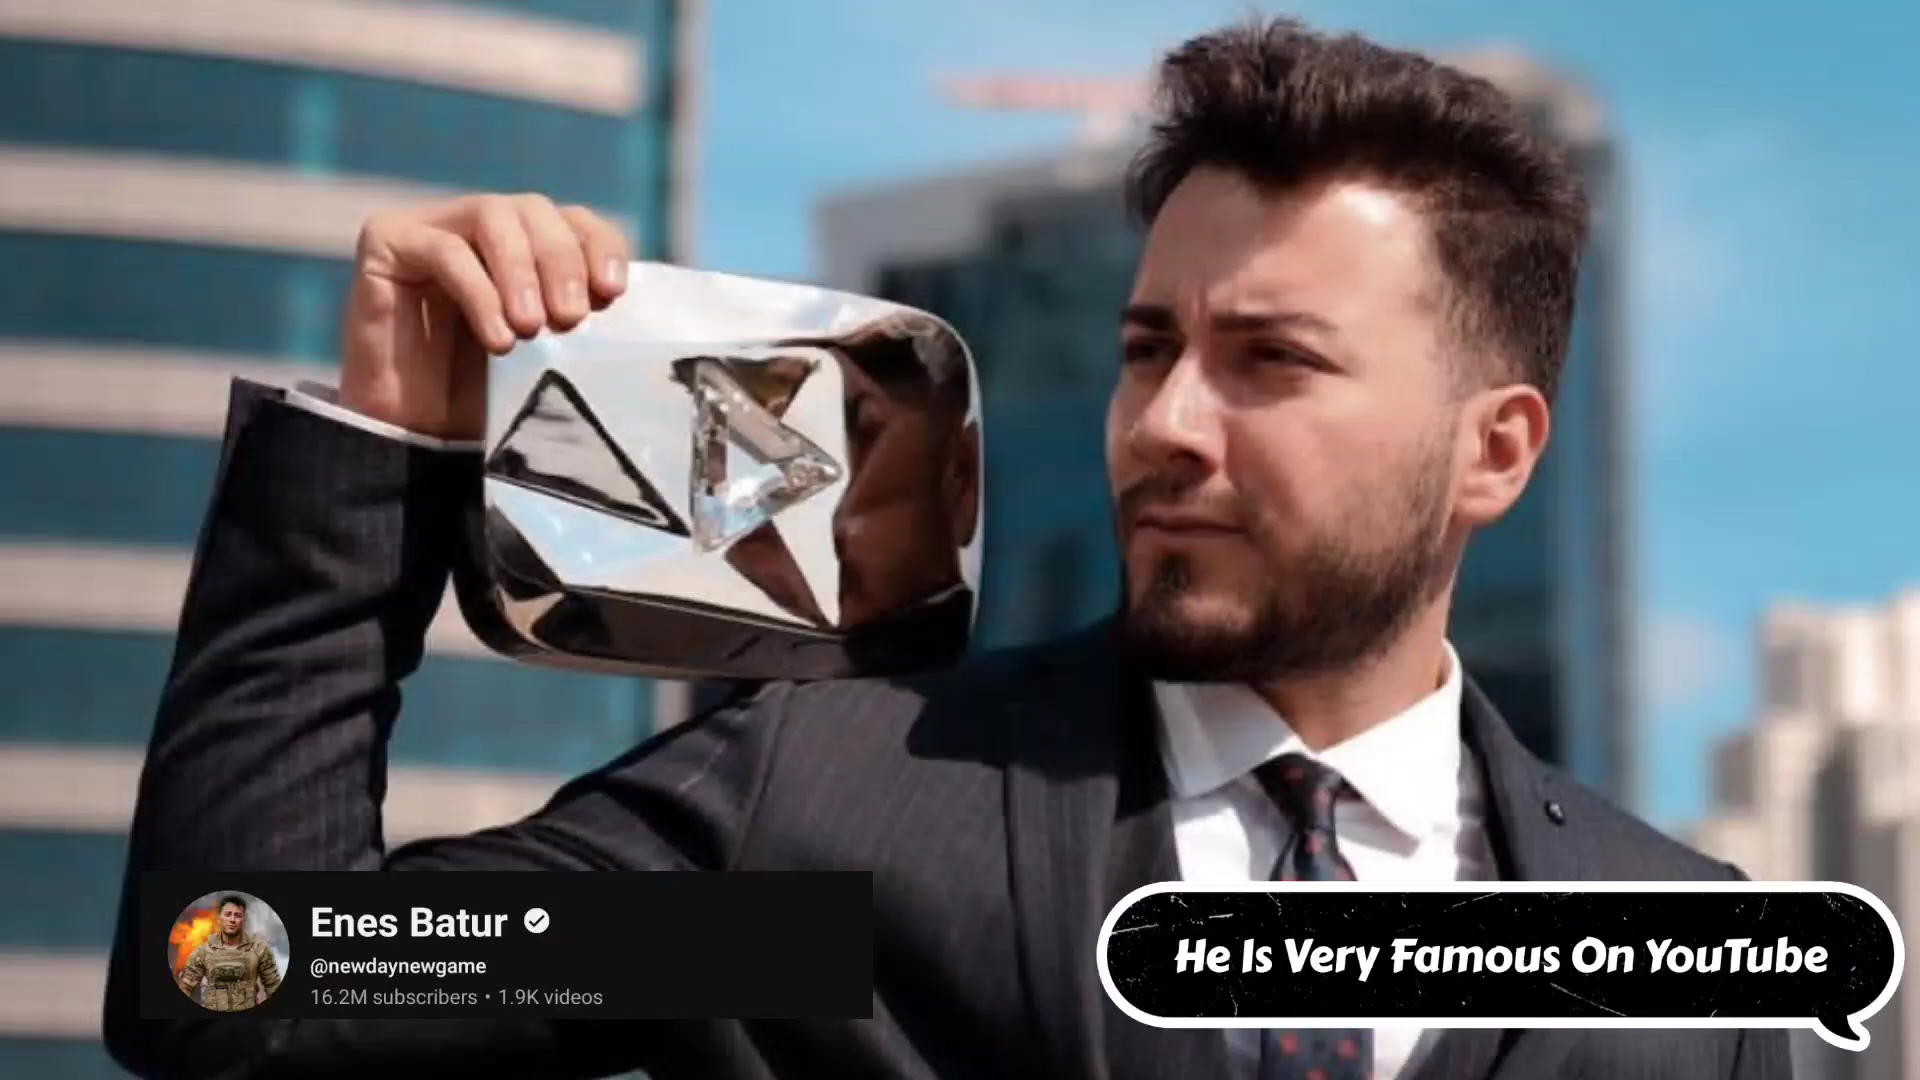 Enes Batur
@newdaynewgame
16.2M subscribers • 1.9K videos
He Is Very Famous On YouTube